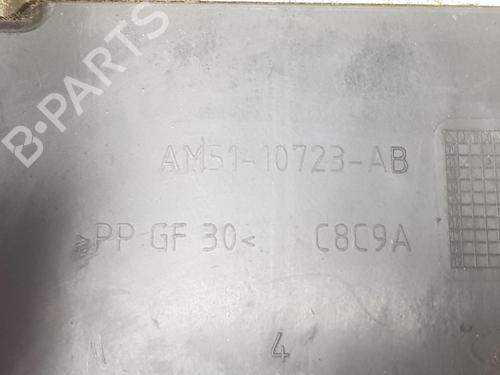 B-PARTS
AM51-10723-AB
>PP GF 30< C8C9A
4